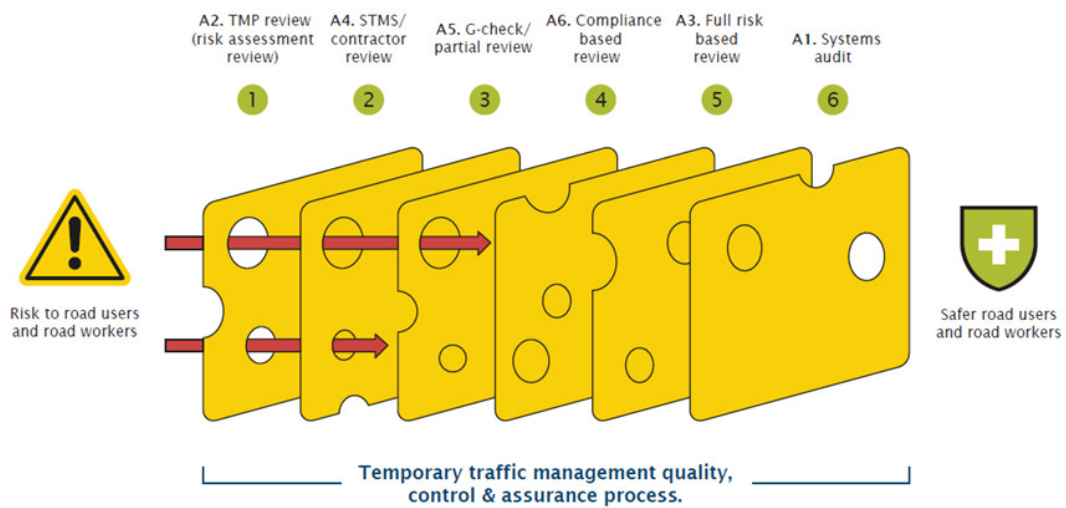 A2. TMP review
(risk assessment
review)
A4. STMS/
contractor
review
A5. G-check/
partial review
A6. Compliance
based
review
A3. Full risk
based
review
A1. Systems
audit
1
2
3
4
5
6
Risk to road users
and road workers
Safer road users
and road workers
Temporary traffic management quality,
control & assurance process.